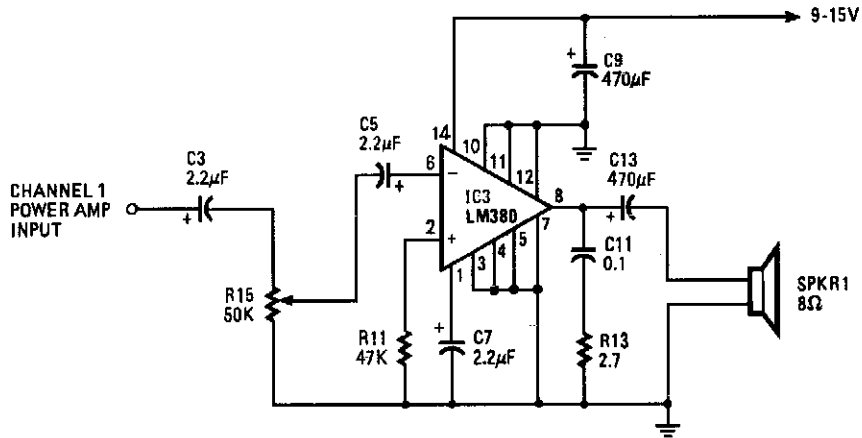 9-15V
+
C9
470µF
C5
2.2µF
14
10
11
12
C3
2.2µF
6
−
+
C13
470µF
CHANNEL 1
POWER AMP
INPUT
+
IC3
LM380
8
+
2
+
7
5
4
3
1
C11
0.1
R15
50K
SPKR1
8Ω
R11
47K
+
C7
2.2µF
R13
2.7